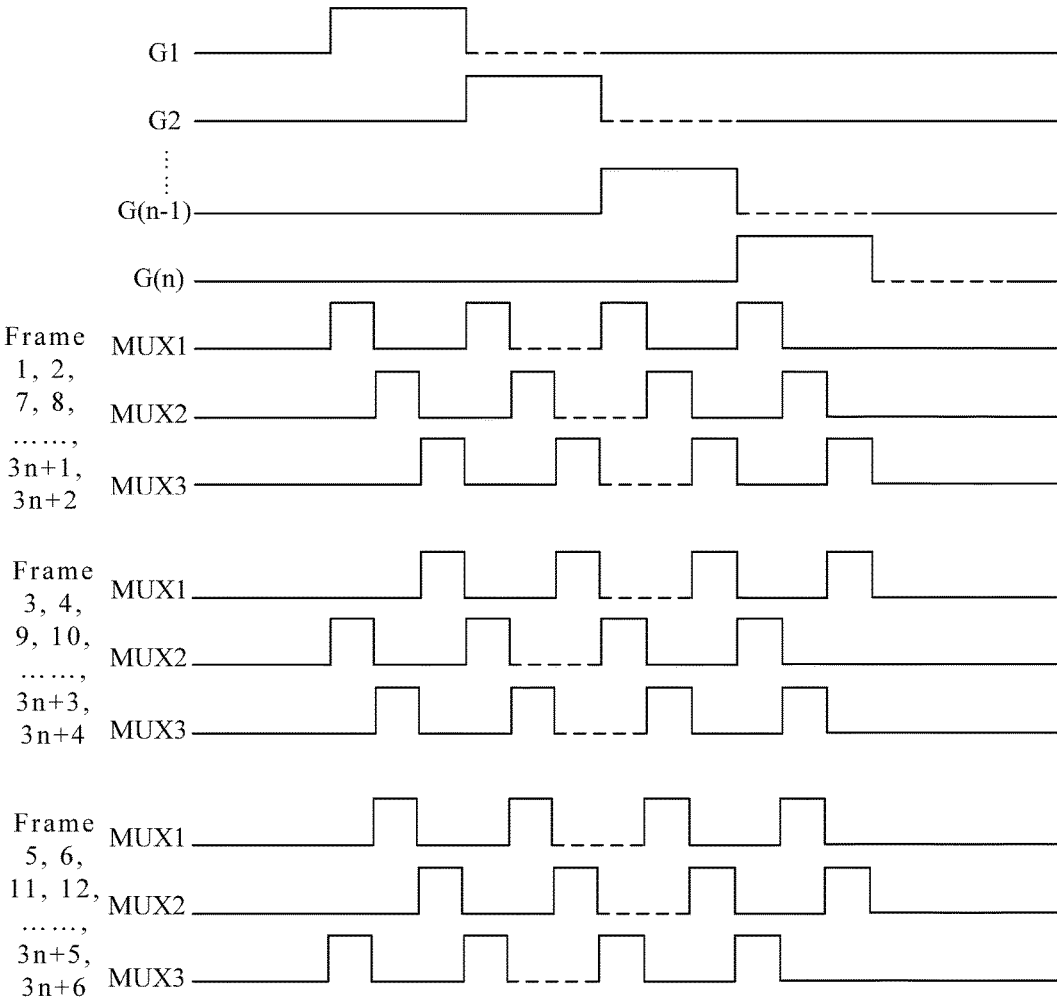 G1
G2
G(n-1)
G(n)
Frame
1, 2,
7, 8,
……,
3n+1,
3n+2
MUX1
MUX2
MUX3
Frame
3, 4,
9, 10,
……,
3n+3,
3n+4
MUX1
MUX2
MUX3
Frame
5, 6,
11, 12,
……,
3n+5,
3n+6
MUX1
MUX2
MUX3